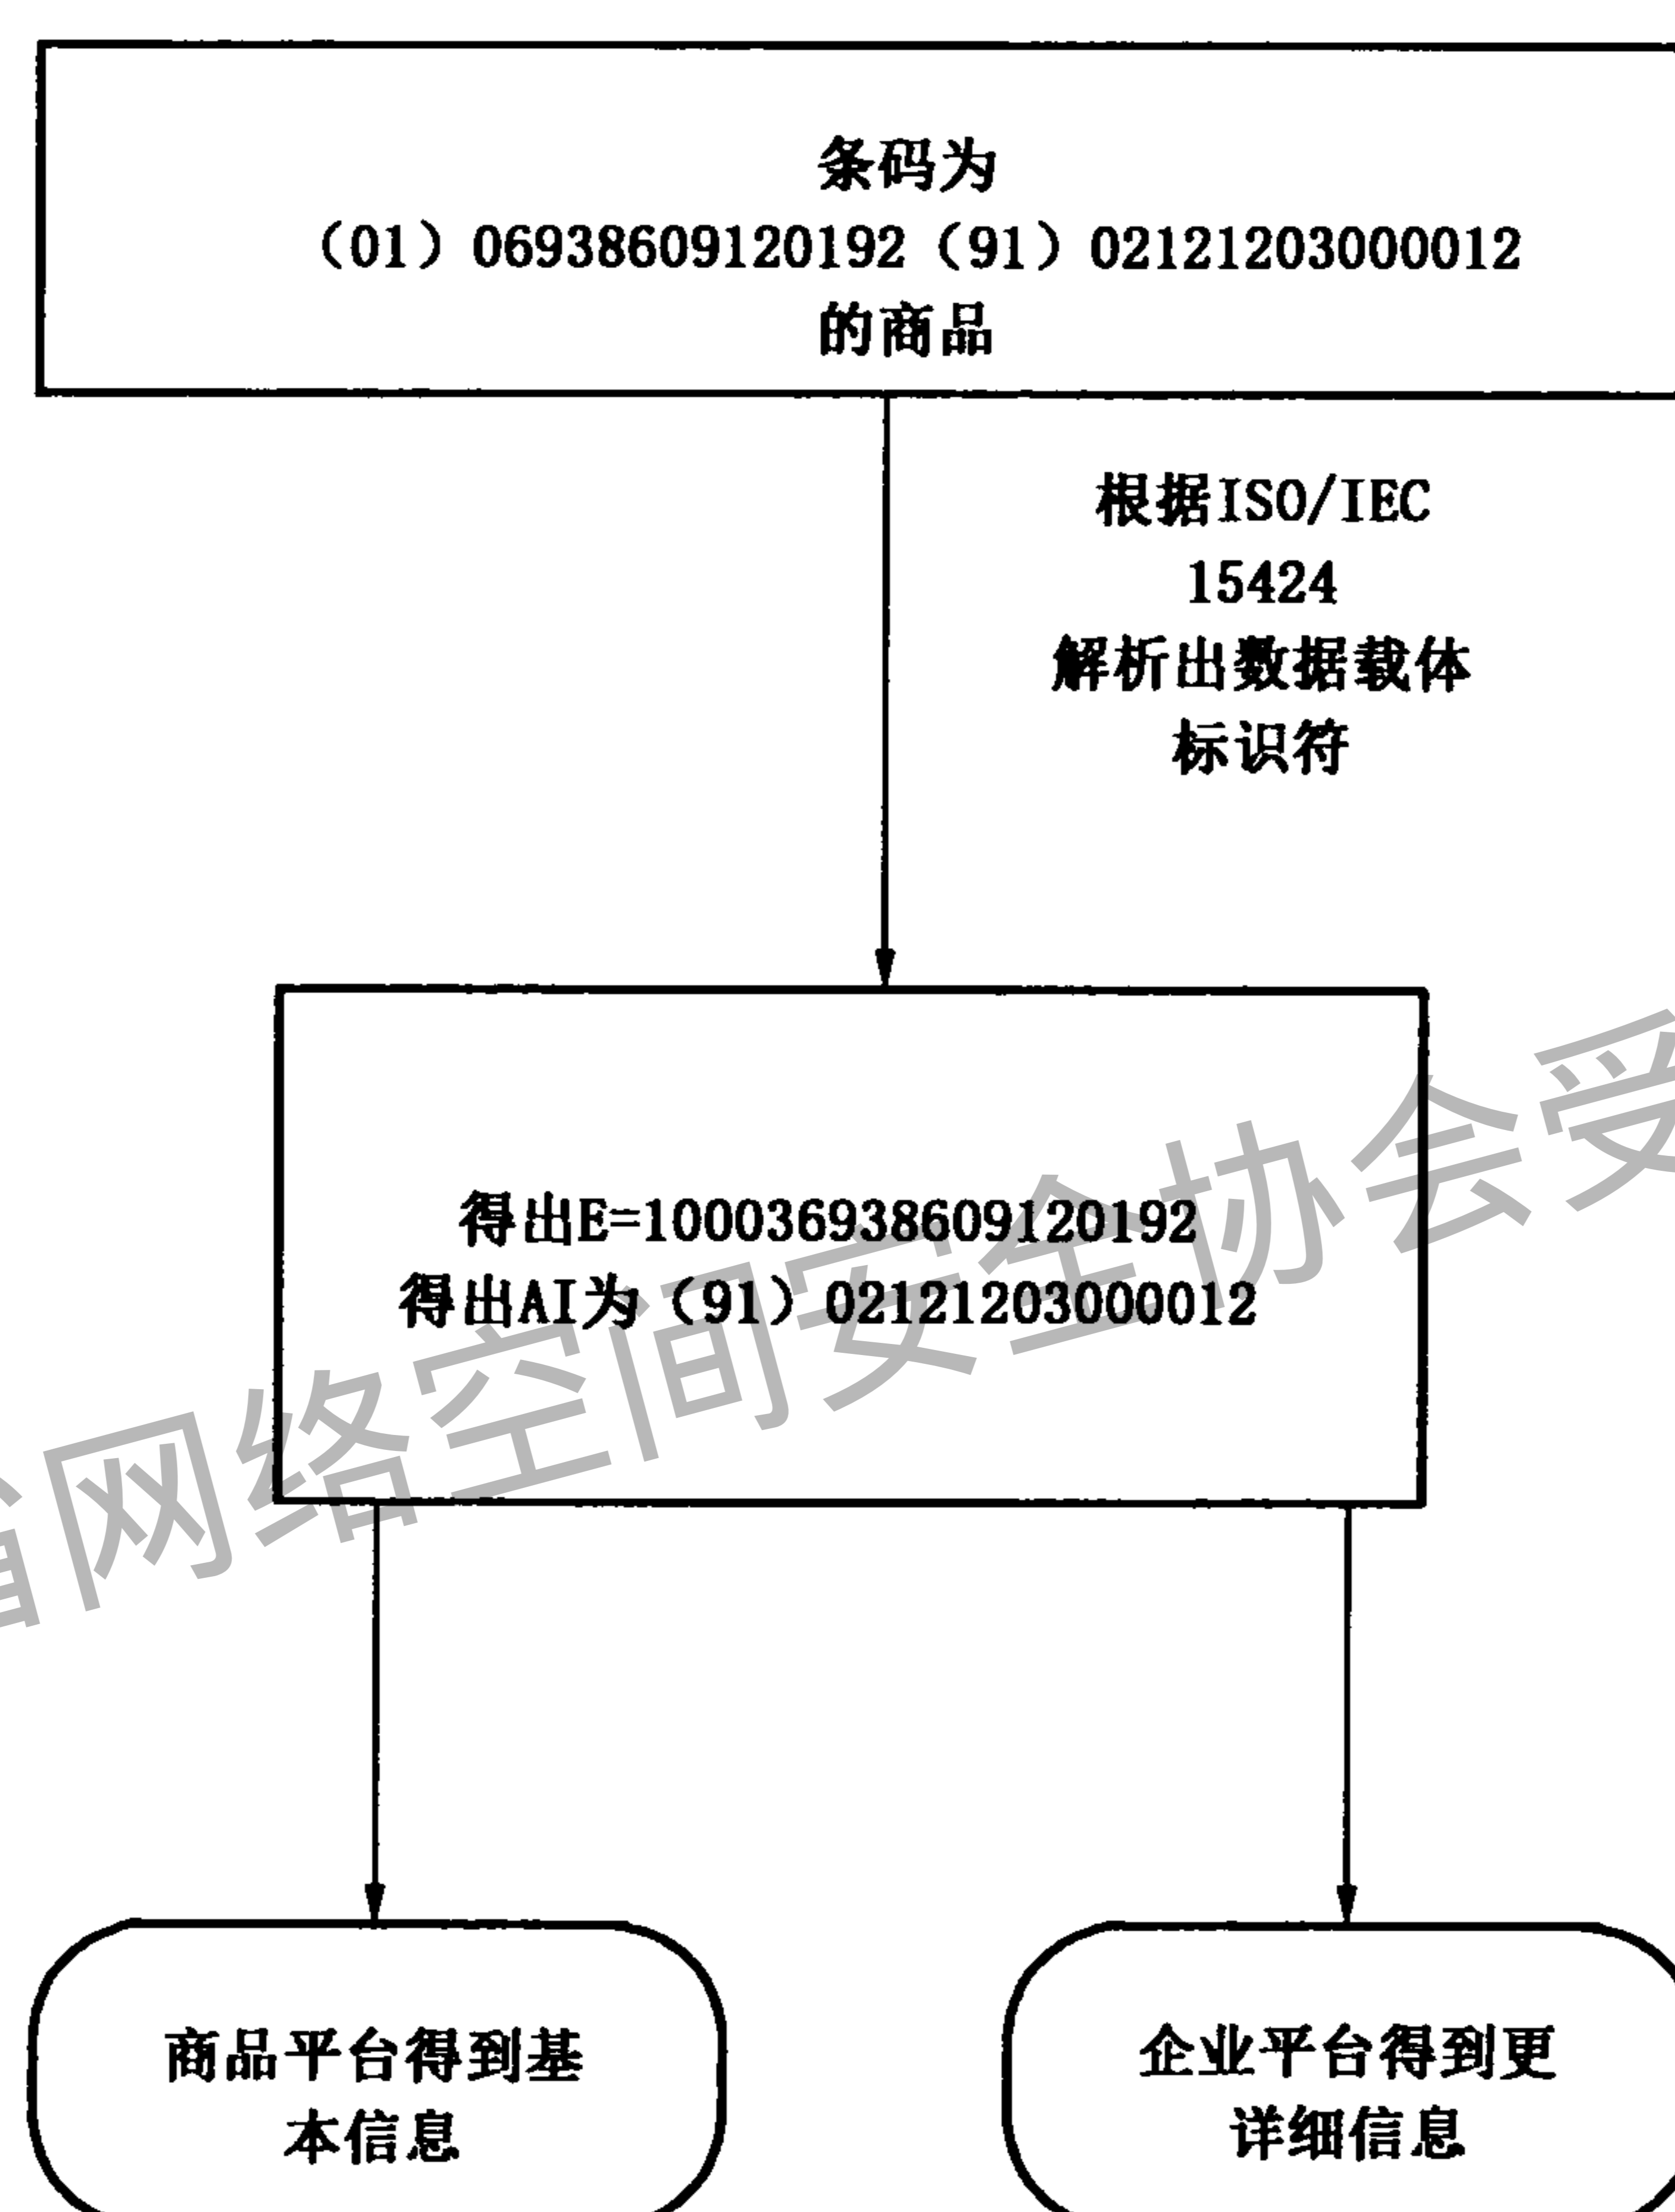 条码为
（01）06938609120192（91）02121203000012
的商品
根据ISO/IEC
15424
解析出数据载体
标识符
得出E=10003693860９120192
得出AI为（91）02121203000012
网络空间安全协会受
商品平台得到基
本信息
企业平台得到更
详细信息